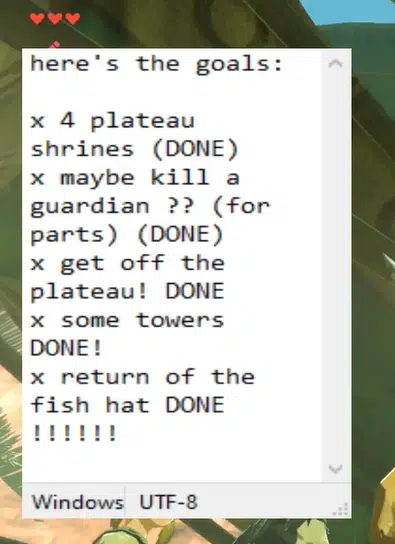 here's the goals:
x 4 plateau
shrines (DONE)
x maybe kill a
guardian ?? (for
parts) (DONE)
x get off the
plateau! DONE
x some towers
DONE!
x return of the
fish hat DONE
!!!!!!
Windows UTF-8